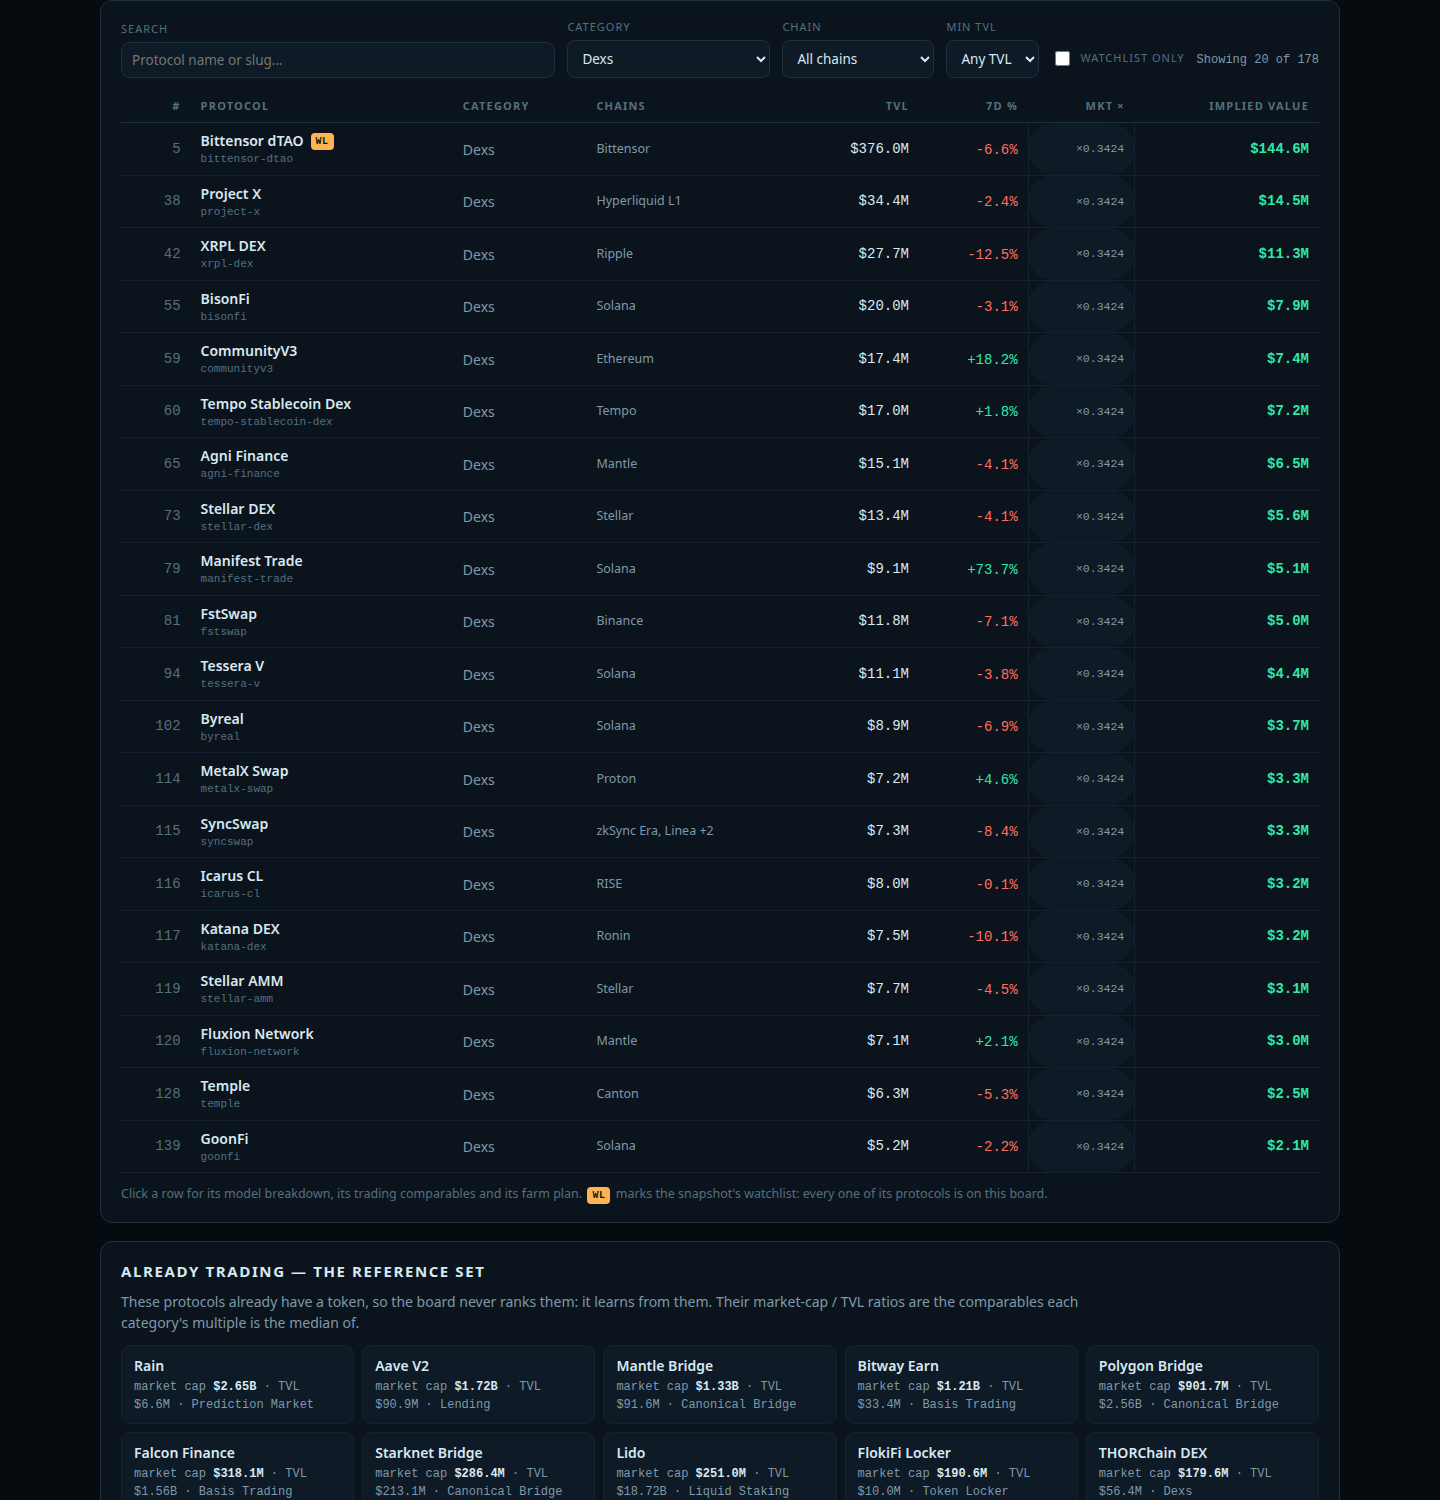 SEARCH CATEGORY CHAIN MIN TVL
Protocol name or slug... Dexs All chains Any TVL WATCHLIST ONLY Showing 20 of 178
# PROTOCOL CATEGORY CHAINS TVL 7D % MKT × IMPLIED VALUE
5 Bittensor dTAO WL Dexs Bittensor $376.0M -6.6% ×0.3424 $144.6M
bittensor-dtao
38 Project X Dexs Hyperliquid L1 $34.4M -2.4% ×0.3424 $14.5M
project-x
42 XRPL DEX Dexs Ripple $27.7M -12.5% ×0.3424 $11.3M
xrpl-dex
55 BisonFi Dexs Solana $20.0M -3.1% ×0.3424 $7.9M
bisonfi
59 CommunityV3 Dexs Ethereum $17.4M +18.2% ×0.3424 $7.4M
communityv3
60 Tempo Stablecoin Dex Dexs Tempo $17.0M +1.8% ×0.3424 $7.2M
tempo-stablecoin-dex
65 Agni Finance Dexs Mantle $15.1M -4.1% ×0.3424 $6.5M
agni-finance
73 Stellar DEX Dexs Stellar $13.4M -4.1% ×0.3424 $5.6M
stellar-dex
79 Manifest Trade Dexs Solana $9.1M +73.7% ×0.3424 $5.1M
manifest-trade
81 FstSwap Dexs Binance $11.8M -7.1% ×0.3424 $5.0M
fstswap
94 Tessera V Dexs Solana $11.1M -3.8% ×0.3424 $4.4M
tessera-v
102 Byreal Dexs Solana $8.9M -6.9% ×0.3424 $3.7M
byreal
114 MetalX Swap Dexs Proton $7.2M +4.6% ×0.3424 $3.3M
metalx-swap
115 SyncSwap Dexs zkSync Era, Linea +2 $7.3M -8.4% ×0.3424 $3.3M
syncswap
116 Icarus CL Dexs RISE $8.0M -0.1% ×0.3424 $3.2M
icarus-cl
117 Katana DEX Dexs Ronin $7.5M -10.1% ×0.3424 $3.2M
katana-dex
119 Stellar AMM Dexs Stellar $7.7M -4.5% ×0.3424 $3.1M
stellar-amm
120 Fluxion Network Dexs Mantle $7.1M +2.1% ×0.3424 $3.0M
fluxion-network
128 Temple Dexs Canton $6.3M -5.3% ×0.3424 $2.5M
temple
139 GoonFi Dexs Solana $5.2M -2.2% ×0.3424 $2.1M
goonfi
Click a row for its model breakdown, its trading comparables and its farm plan. WL marks the snapshot's watchlist: every one of its protocols is on this board.
ALREADY TRADING — THE REFERENCE SET
These protocols already have a token, so the board never ranks them: it learns from them. Their market-cap / TVL ratios are the comparables each
category's multiple is the median of.
Rain
market cap $2.65B · TVL
$6.6M · Prediction Market
Aave V2
market cap $1.72B · TVL
$90.9M · Lending
Mantle Bridge
market cap $1.33B · TVL
$91.6M · Canonical Bridge
Bitway Earn
market cap $1.21B · TVL
$33.4M · Basis Trading
Polygon Bridge
market cap $901.7M · TVL
$2.56B · Canonical Bridge
Falcon Finance
market cap $318.1M · TVL
$1.56B · Basis Trading
Starknet Bridge
market cap $286.4M · TVL
$213.1M · Canonical Bridge
Lido
market cap $251.0M · TVL
$18.72B · Liquid Staking
FlokiFi Locker
market cap $190.6M · TVL
$10.0M · Token Locker
THORChain DEX
market cap $179.6M · TVL
$56.4M · Dexs